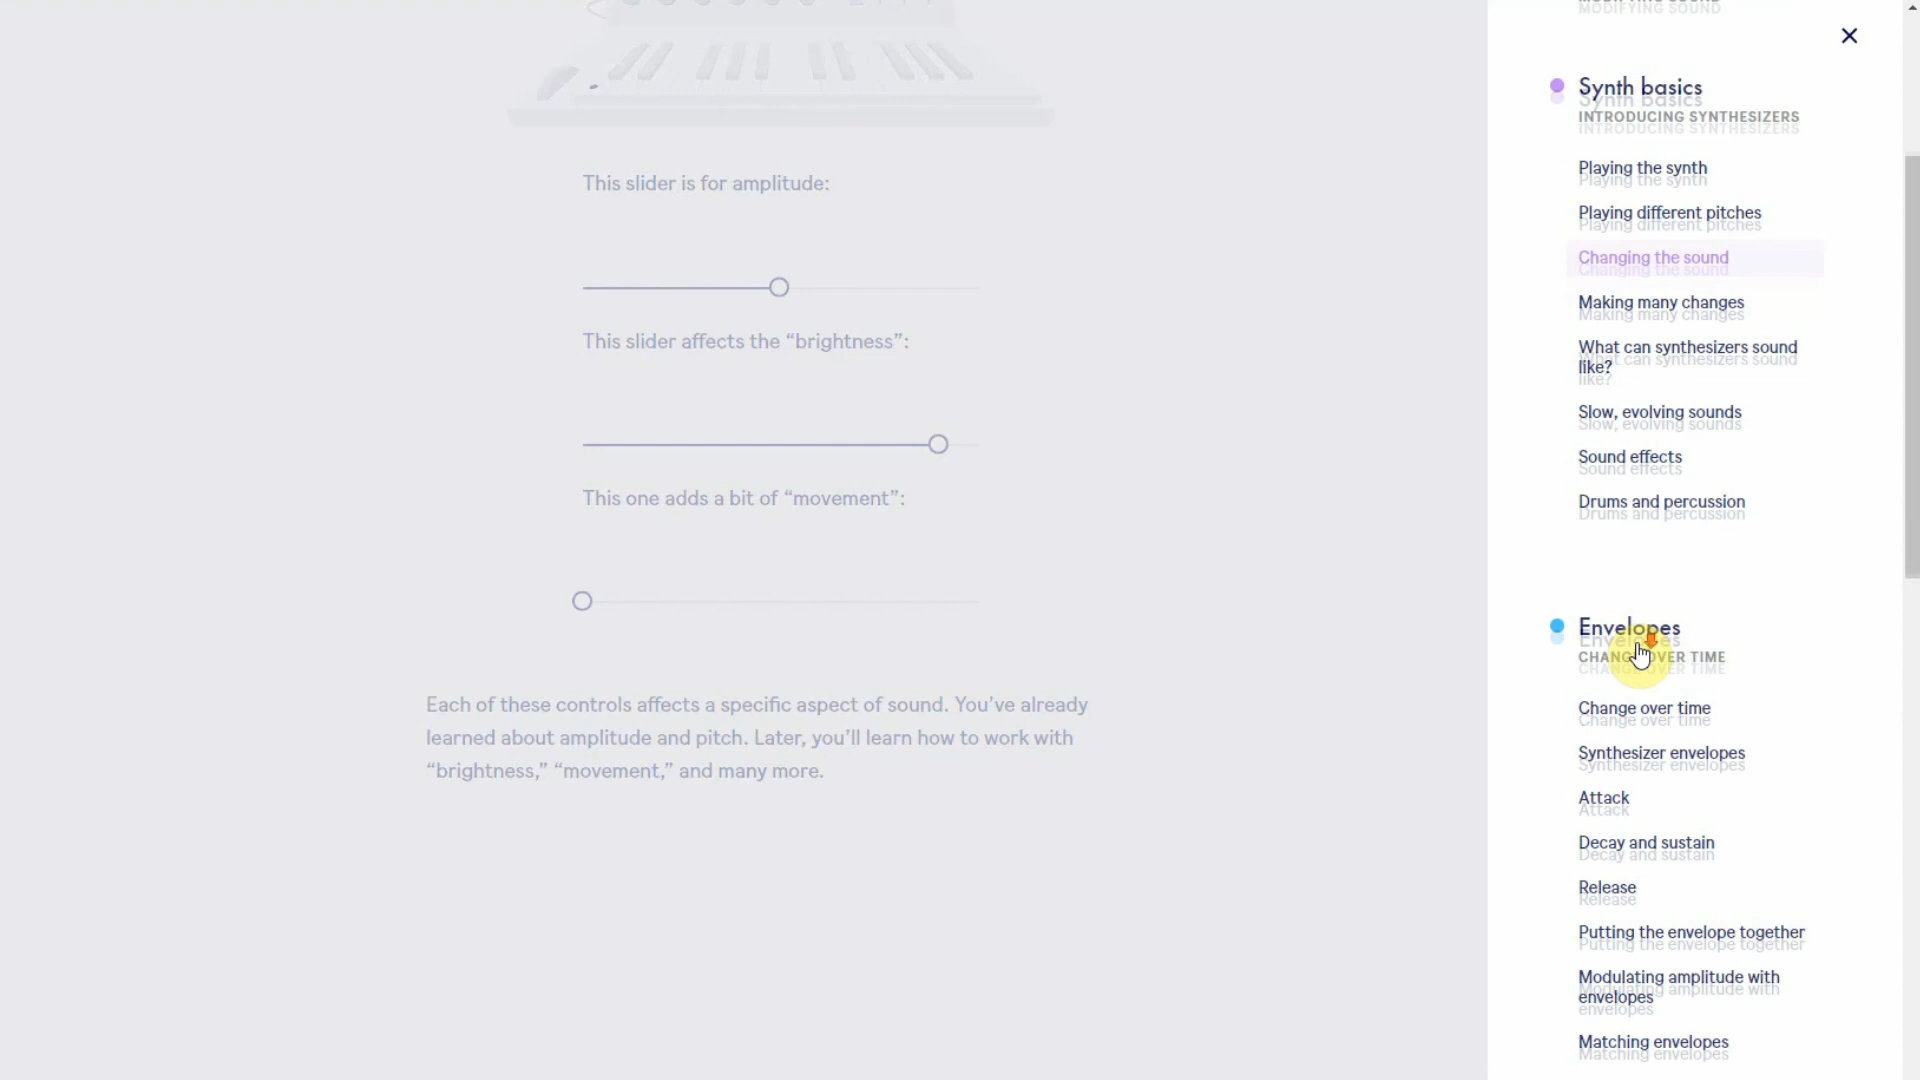 This slider is for amplitude:
This slider affects the “brightness”:
This one adds a bit of “movement”:
Each of these controls affects a specific aspect of sound. You’ve already
learned about amplitude and pitch. Later, you’ll learn how to work with
“brightness,” “movement,” and many more.
MODIFYING SOUND
Synth basics
INTRODUCING SYNTHESIZERS
Playing the synth
Playing different pitches
Changing the sound
Making many changes
What can synthesizers sound
like?
Slow, evolving sounds
Sound effects
Drums and percussion
Envelopes
CHANGE OVER TIME
Change over time
Synthesizer envelopes
Attack
Decay and sustain
Release
Putting the envelope together
Modulating amplitude with
envelopes
Matching envelopes